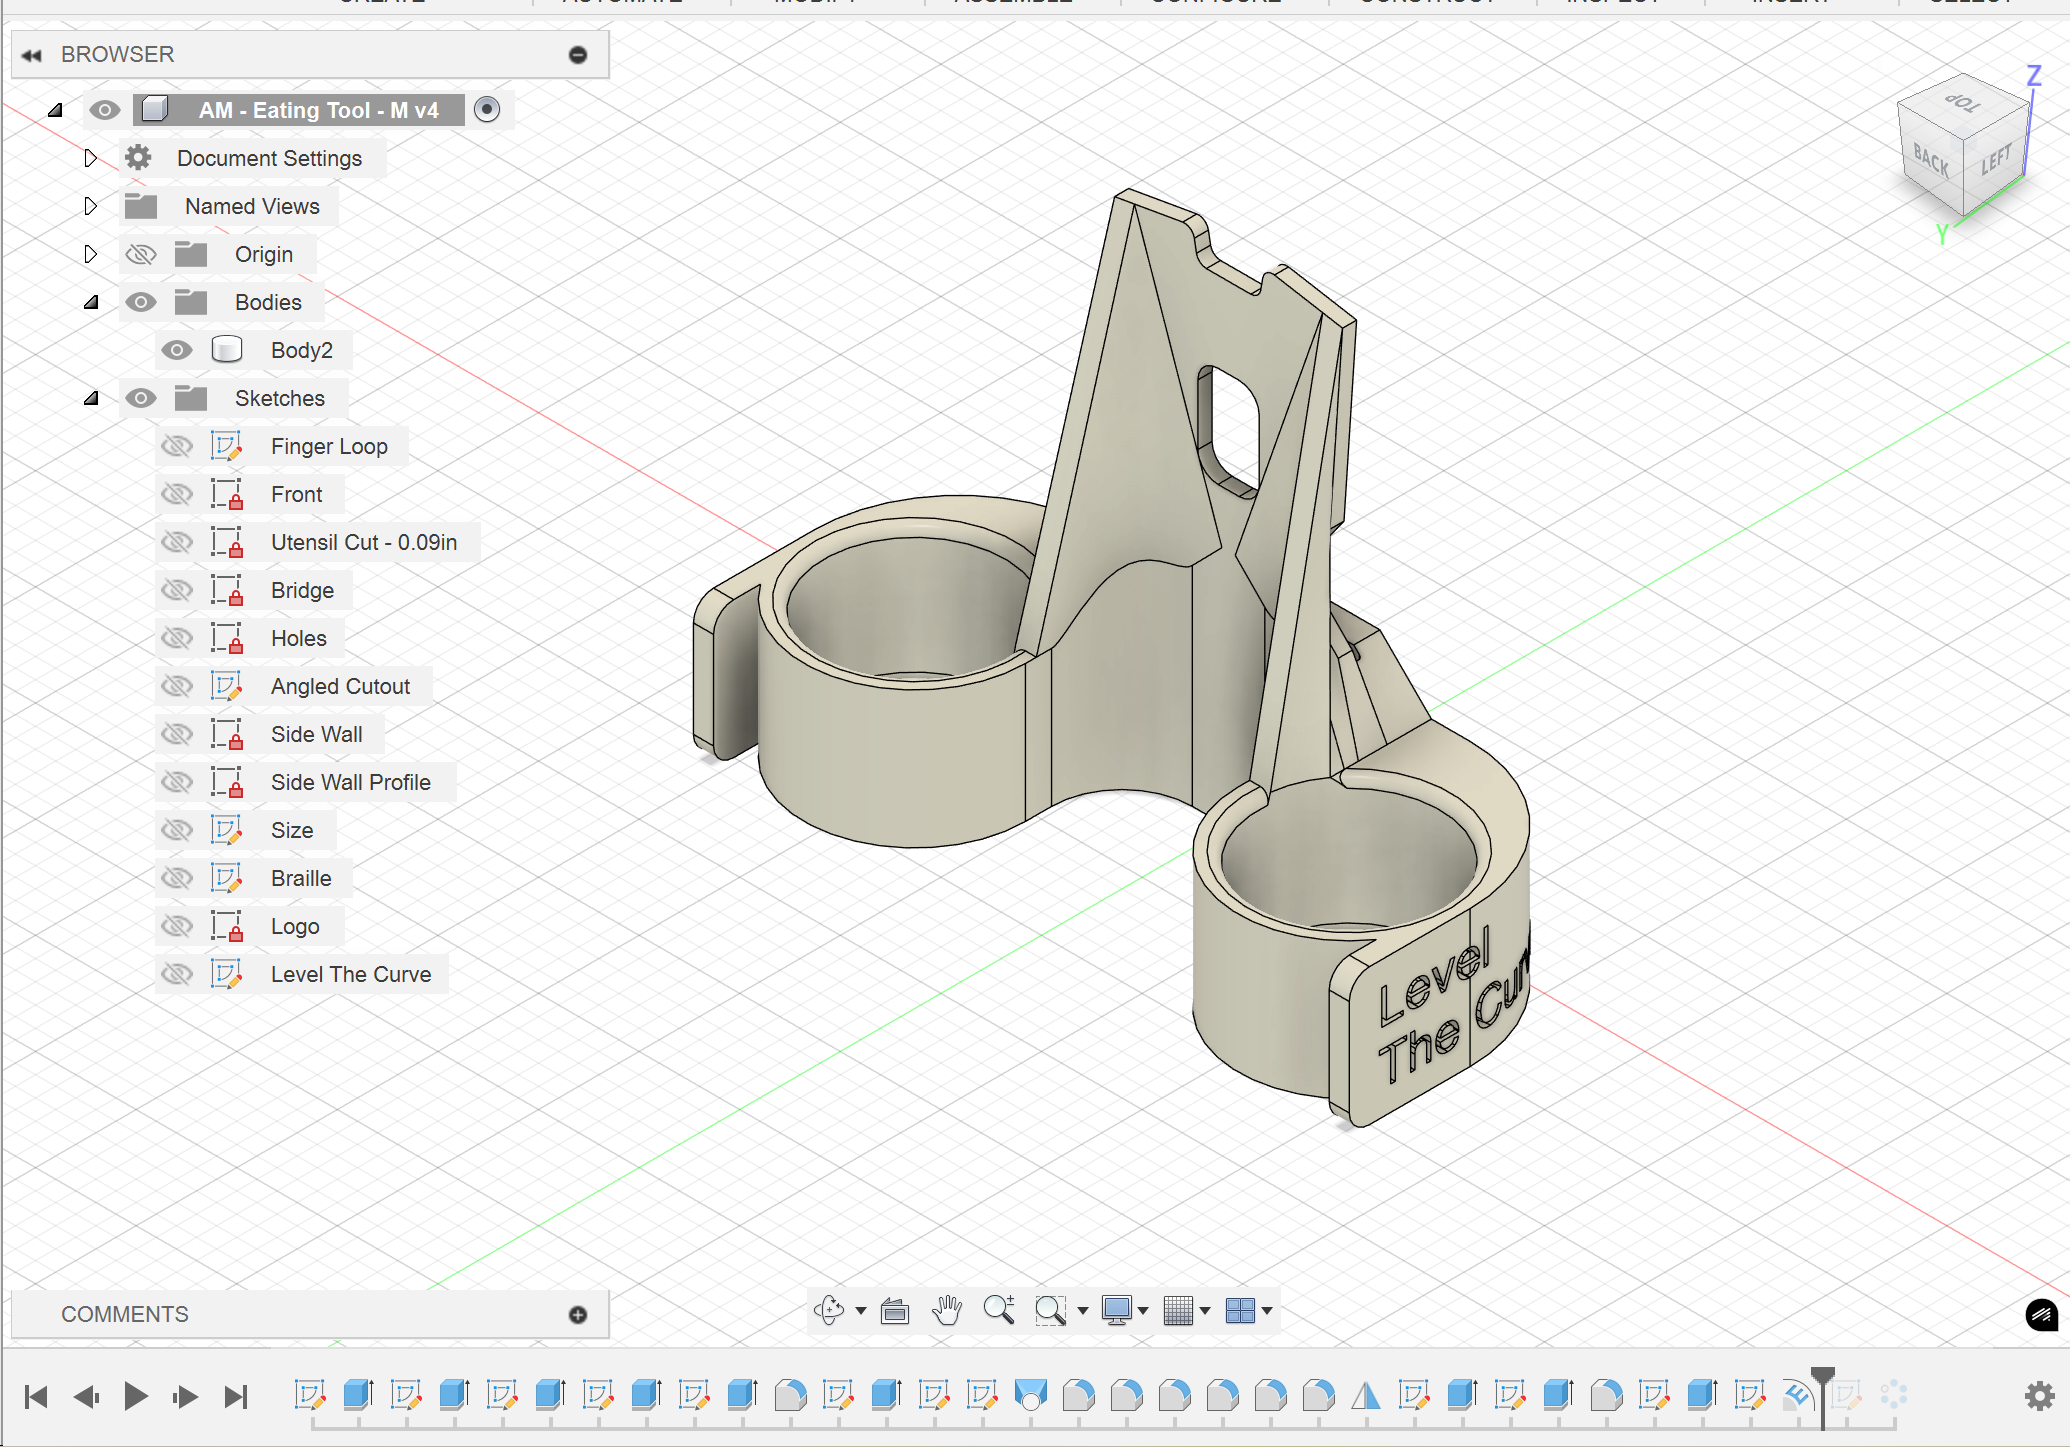 BROWSER
AM - Eating Tool - M v4
Document Settings
Named Views
Origin
Bodies
Body2
Sketches
Finger Loop
Front
Utensil Cut - 0.09in
Bridge
Holes
Angled Cutout
Side Wall
Side Wall Profile
Size
Braille
Logo
Level The Curve
TOP
BACK
LEFT
Z
Y
Level
The
COMMENTS